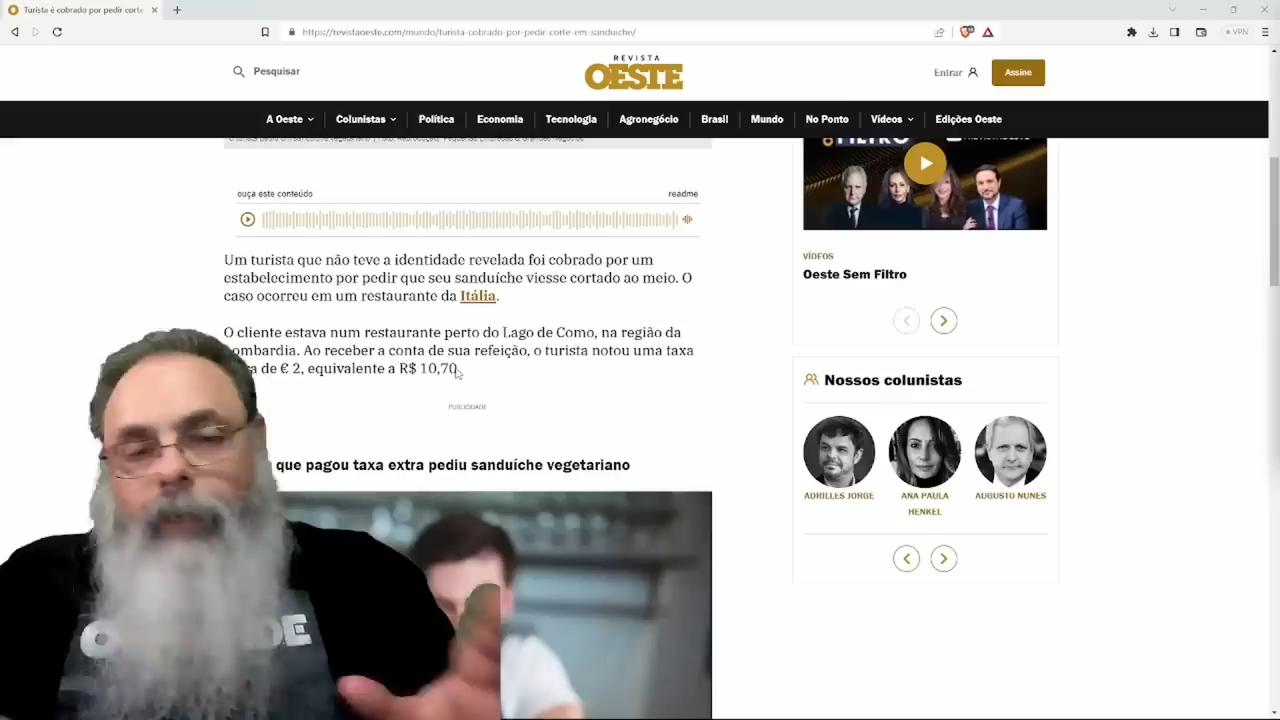 Turista é cobrado por pedir corte
https://revistaoeste.com/mundo/turista-cobrado-por-pedir-corte-em-sanduiche/
VPN
Pesquisar
REVISTA
OESTE
Entrar
Assine
A Oeste
Colunistas
Política
Economia
Tecnologia
Agronegócio
Brasil
Mundo
No Ponto
Vídeos
Edições Oeste
ouça este conteúdo
readme
Um turista que não teve a identidade revelada foi cobrado por um
estabelecimento por pedir que seu sanduíche viesse cortado ao meio. O
caso ocorreu em um restaurante da Itália.
O cliente estava num restaurante perto do Lago de Como, na região da
ombardia. Ao receber a conta de sua refeição, o turista notou uma taxa
de € 2, equivalente a R$ 10,70
PUBLICIDADE
que pagou taxa extra pediu sanduíche vegetariano
FILTRO
VÍDEOS
Oeste Sem Filtro
Nossos colunistas
ADRILLES JORGE
ANA PAULA
HENKEL
AUGUSTO NUNES